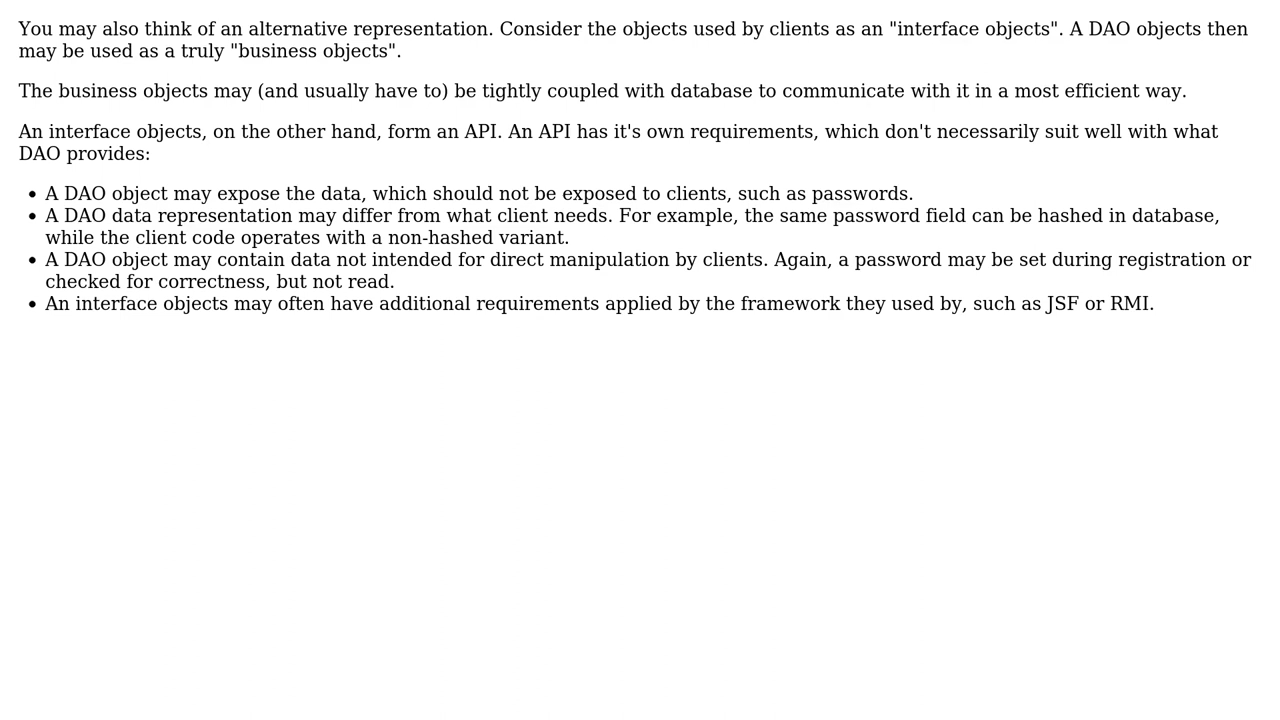 You may also think of an alternative representation. Consider the objects used by clients as an "interface objects". A DAO objects then
may be used as a truly "business objects".
The business objects may (and usually have to) be tightly coupled with database to communicate with it in a most efficient way.
An interface objects, on the other hand, form an API. An API has it's own requirements, which don't necessarily suit well with what
DAO provides:
• A DAO object may expose the data, which should not be exposed to clients, such as passwords.
• A DAO data representation may differ from what client needs. For example, the same password field can be hashed in database,
while the client code operates with a non-hashed variant.
• A DAO object may contain data not intended for direct manipulation by clients. Again, a password may be set during registration or
checked for correctness, but not read.
• An interface objects may often have additional requirements applied by the framework they used by, such as JSF or RMI.